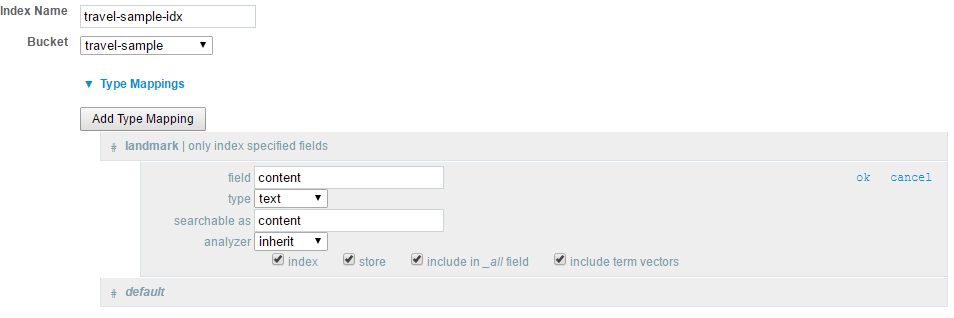 Index Name travel-sample-idx
Bucket travel-sample
Type Mappings
Add Type Mapping
# landmark | only index specified fields
field content ok cancel
type text
searchable as content
analyzer inherit
index store include in _all field include term vectors
# default